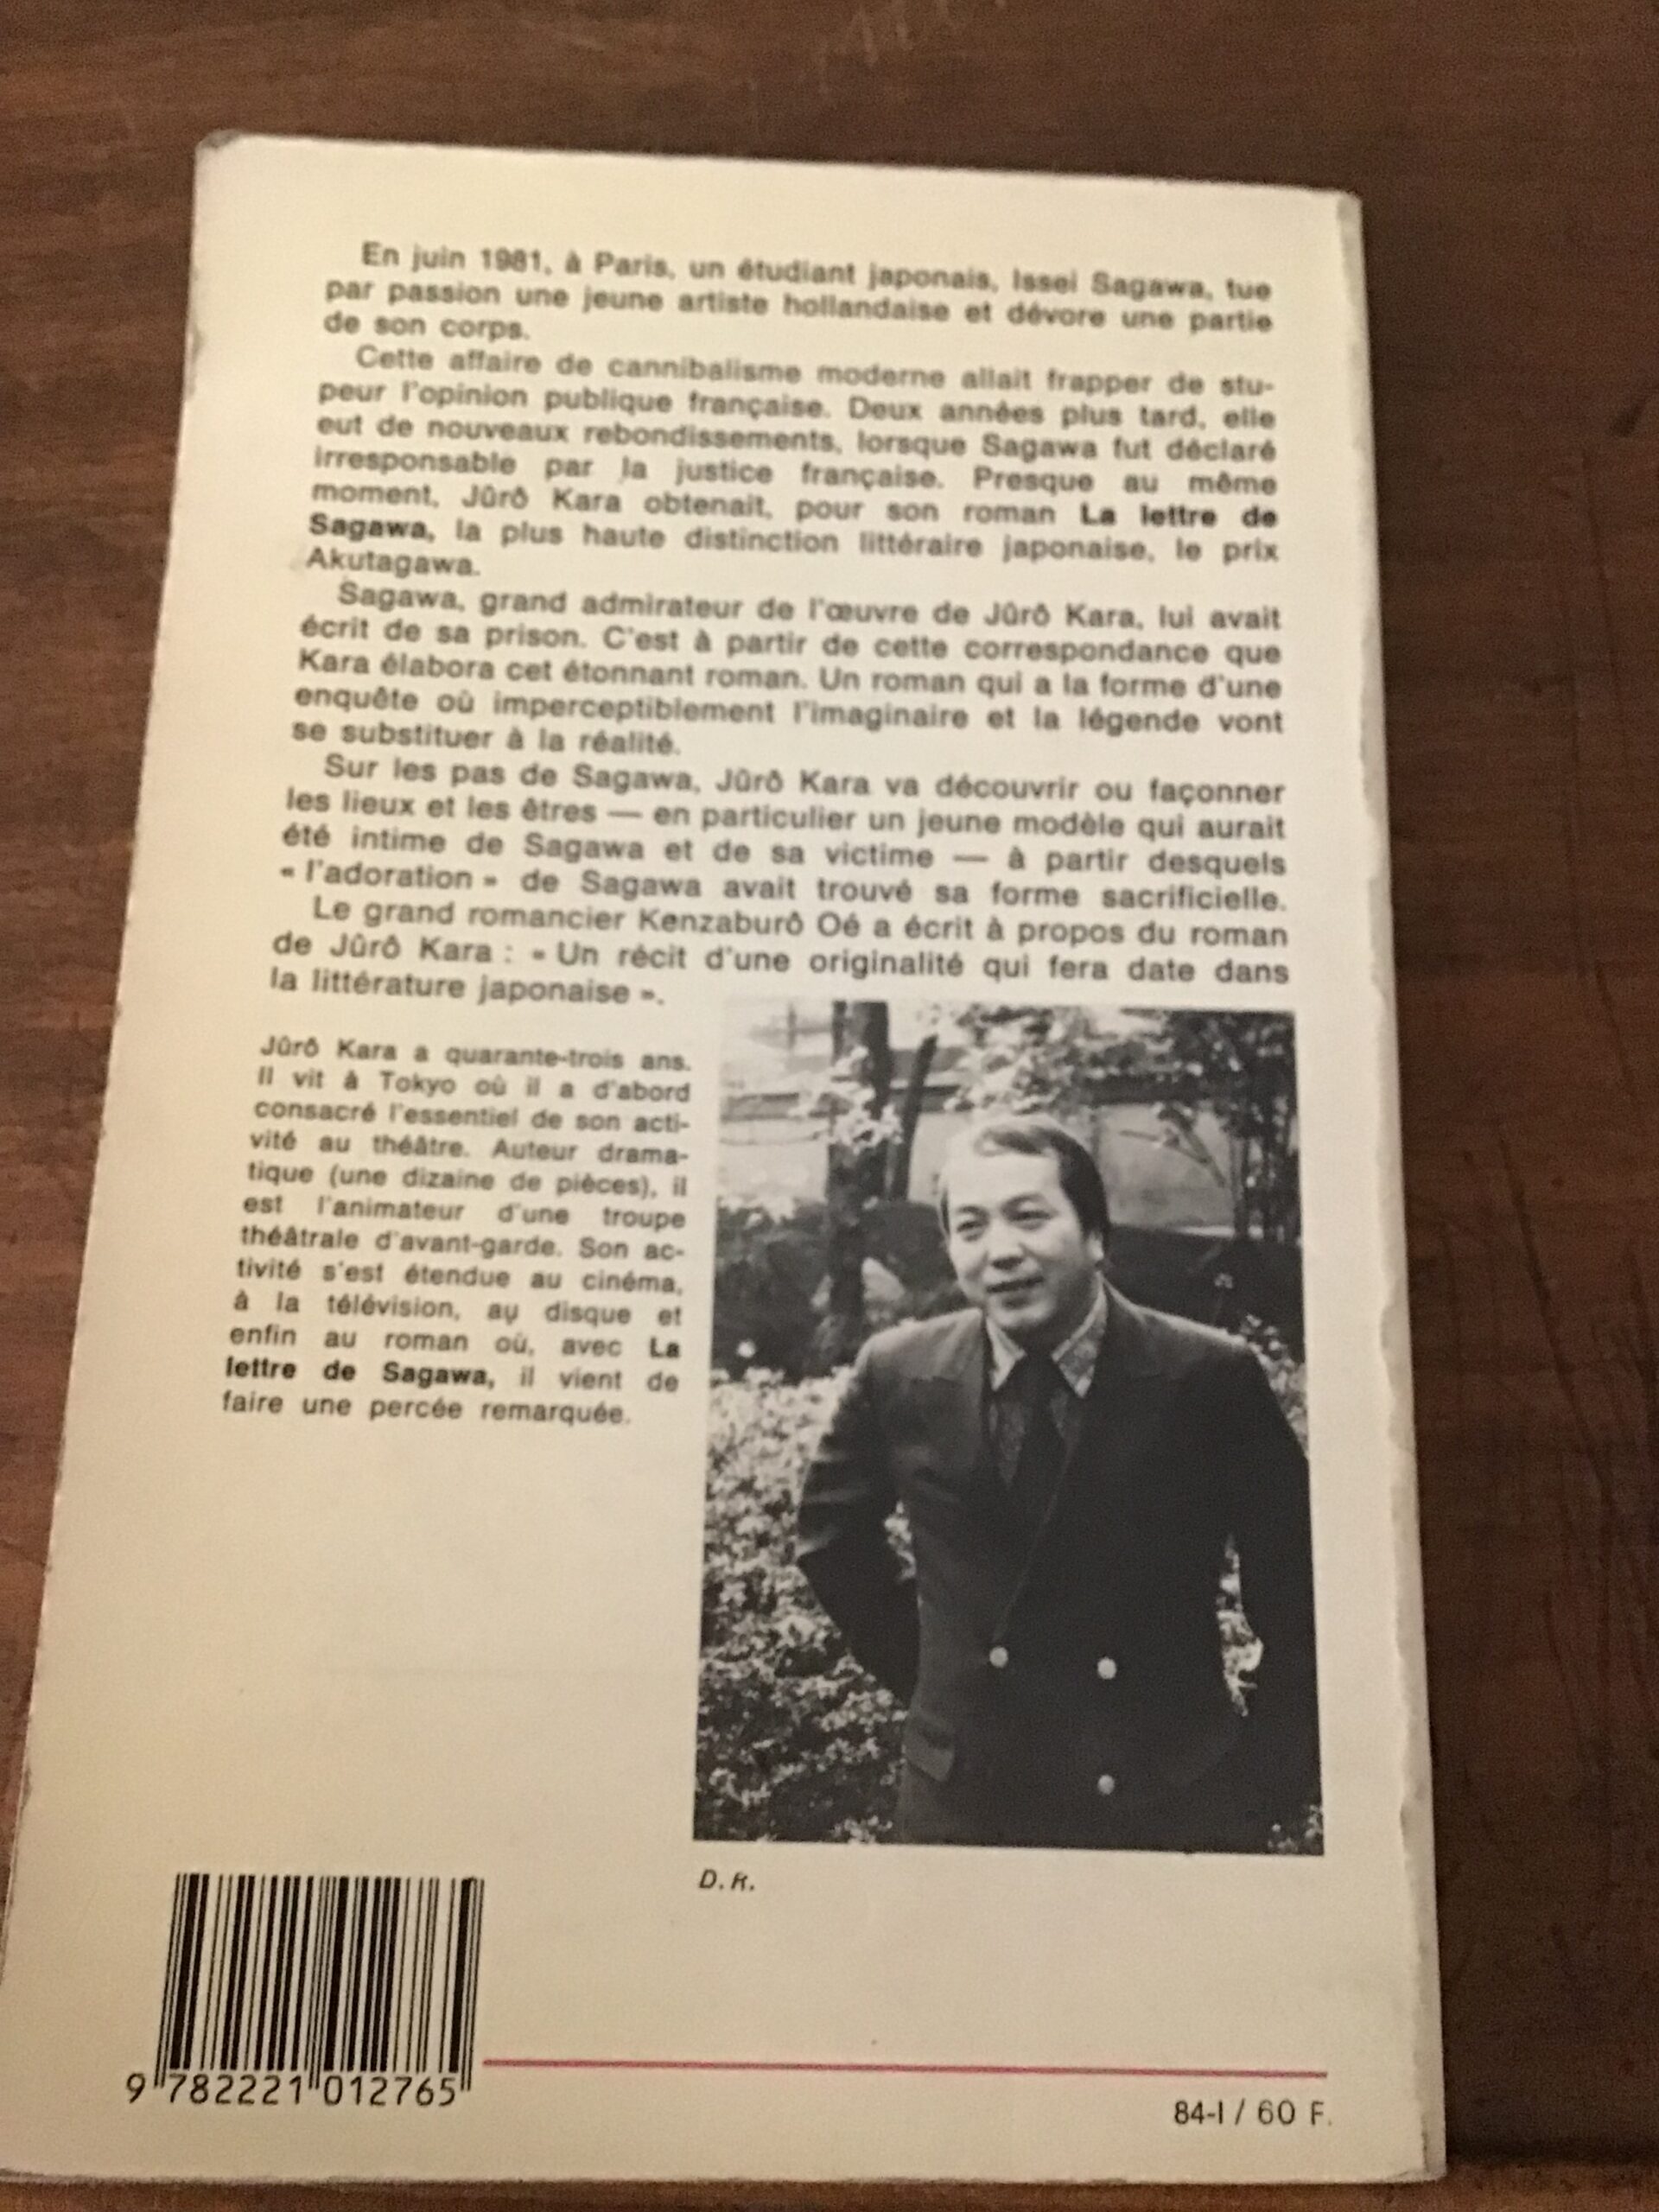 En juin 1981, à Paris, un étudiant japonais, Issei Sagawa, tue
par passion une jeune artiste hollandaise et dévore une partie
de son corps.
Cette affaire de cannibalisme moderne allait frapper de stu-
peur l'opinion publique française. Deux années plus tard, elle
eut de nouveaux rebondissements, lorsque Sagawa fut déclaré
irresponsable par la justice française. Presque au même
moment, Jûrô Kara obtenait, pour son roman La lettre de
Sagawa, la plus haute distinction littéraire japonaise, le prix
Akutagawa.
Sagawa, grand admirateur de l'œuvre de Jûrô Kara, lui avait
écrit de sa prison. C'est à partir de cette correspondance que
Kara élabora cet étonnant roman. Un roman qui a la forme d'une
enquête où imperceptiblement l'imaginaire et la légende vont
se substituer à la réalité.
Sur les pas de Sagawa, Jûrô Kara va découvrir ou façonner
les lieux et les êtres — en particulier un jeune modèle qui aurait
été intime de Sagawa et de sa victime — à partir desquels
« l'adoration » de Sagawa avait trouvé sa forme sacrificielle.
Le grand romancier Kenzaburô Oé a écrit à propos du roman
de Jûrô Kara : « Un récit d'une originalité qui fera date dans
la littérature japonaise ».
Jûrô Kara a quarante-trois ans.
Il vit à Tokyo où il a d'abord
consacré l'essentiel de son acti-
vité au théâtre. Auteur drama-
tique (une dizaine de pièces), il
est l'animateur d'une troupe
théâtrale d'avant-garde. Son ac-
tivité s'est étendue au cinéma,
à la télévision, au disque et
enfin au roman où, avec La
lettre de Sagawa, il vient de
faire une percée remarquée.
D.R.
9 782221 012765
84-I / 60 F.